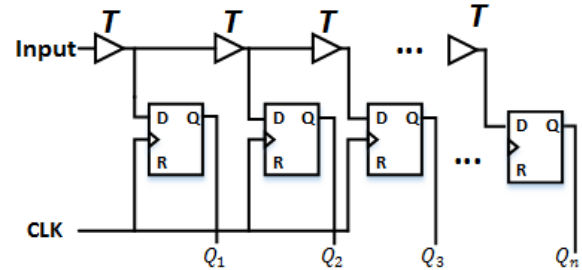 T T T T
Input ...
D Q D Q D Q D Q
R R R R
...
CLK
Q1 Q2 Q3 Qn